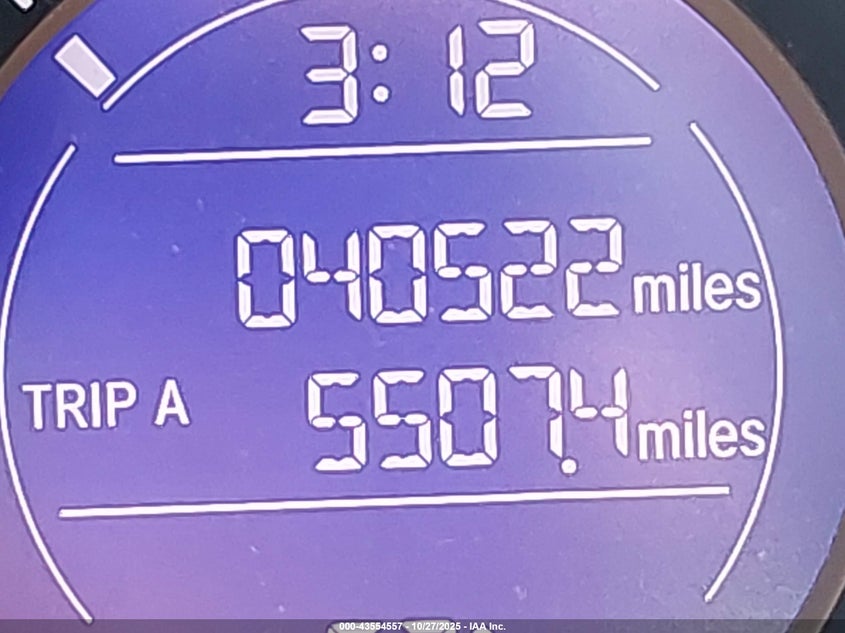 3:12
040522 miles
TRIP A 5507.4 miles
000-43554557 - 10/27/2025 - IAA Inc.